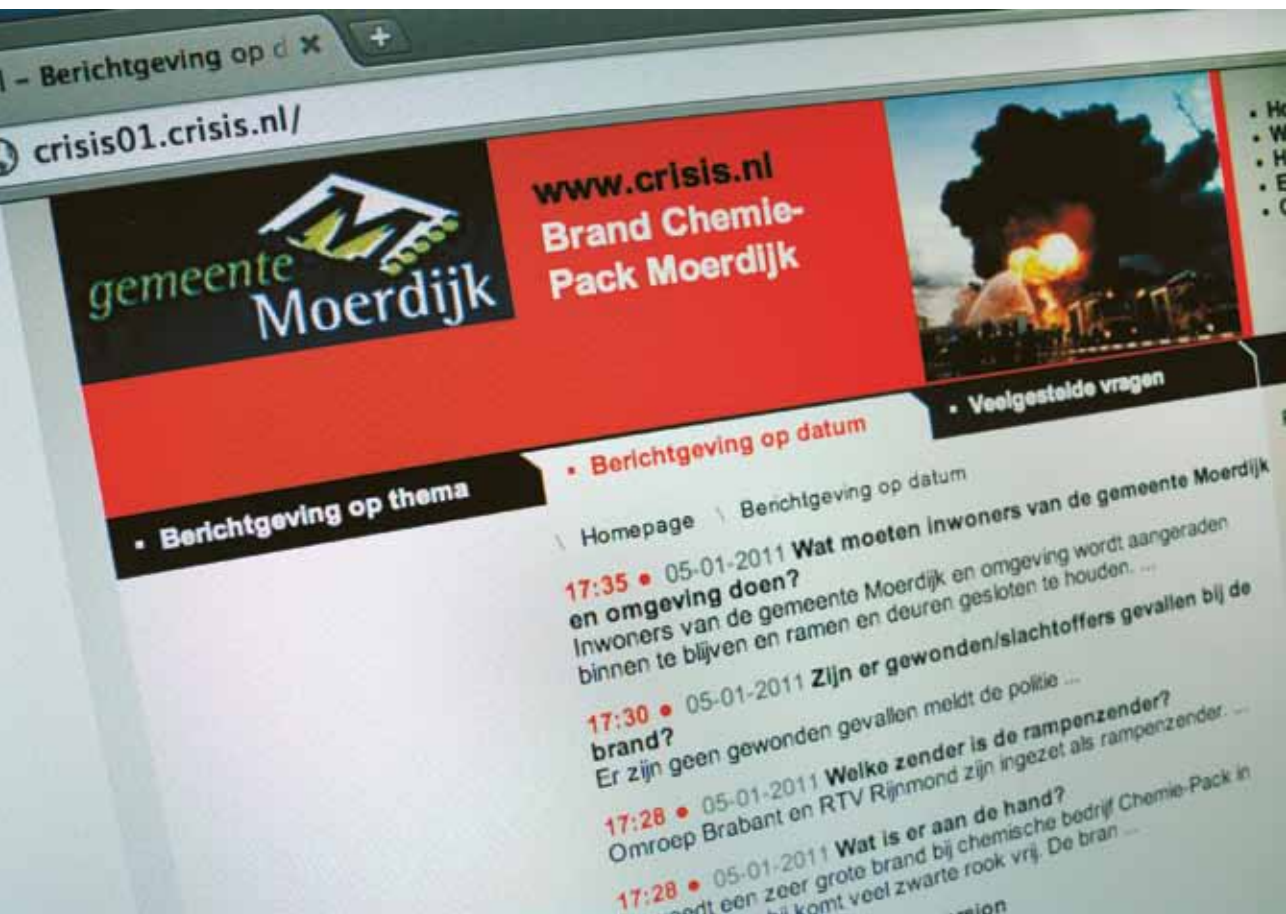 – Berichtgeving op d
crisis01.crisis.nl/
gemeente
Moerdijk
www.crisis.nl
Brand Chemie-
Pack Moerdijk
Berichtgeving op thema
Berichtgeving op datum
Veelgestelde vragen
\ Homepage \ Berichtgeving op datum
17:35 • 05-01-2011 Wat moeten inwoners van de gemeente Moerdijk
en omgeving doen?
Inwoners van de gemeente Moerdijk en omgeving wordt aangeraden
binnen te blijven en ramen en deuren gesloten te houden. ...
17:30 • 05-01-2011 Zijn er gewonden/slachtoffers gevallen bij de
brand?
Er zijn geen gewonden gevallen meldt de politie ...
17:28 • 05-01-2011 Welke zender is de rampenzender?
Omroep Brabant en RTV Rijnmond zijn ingezet als rampenzender. ...
17:28 • 05-01-2011 Wat is er aan de hand?
een zeer grote brand bij chemische bedrijf Chemie-Pack in
komt veel zwarte rook vrij. De bran ...